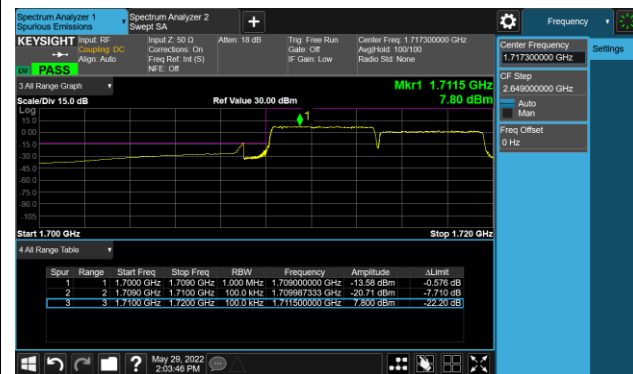 Spectrum Analyzer 1
Spurious Emissions
Spectrum Analyzer 2
Swept SA
+
Frequency
KEYSIGHT
Input: RF
Coupling: DC
Align: Auto
Input Z: 50 Ω
Corrections: On
Freq Ref: Int (S)
NFE: Off
Atten: 18 dB
Trig: Free Run
Gate: Off
IF Gain: Low
Center Freq: 1.717300000 GHz
Avg|Hold: 100/100
Radio Std: None
PASS
Center Frequency
1.717300000 GHz
Settings
CF Step
2.649000000 GHz
Auto
Man
Freq Offset
0 Hz
3 All Range Graph
Mkr1 1.7115 GHz
7.80 dBm
Scale/Div 15.0 dB
Ref Value 30.00 dBm
Log
15.0
0.00
-15.0
-30.0
-45.0
-60.0
-75.0
-90.0
-105
1
Start 1.700 GHz
Stop 1.720 GHz
4 All Range Table
Spur Range Start Freq Stop Freq RBW Frequency Amplitude ΔLimit
1 1 1.7000 GHz 1.7090 GHz 1.000 MHz 1.709000000 GHz -13.58 dBm -0.576 dB
2 2 1.7090 GHz 1.7100 GHz 100.0 kHz 1.709987333 GHz -20.71 dBm -7.710 dB
3 3 1.7100 GHz 1.7200 GHz 100.0 kHz 1.711500000 GHz 7.800 dBm -22.20 dB
?
May 29, 2022
2:03:46 PM